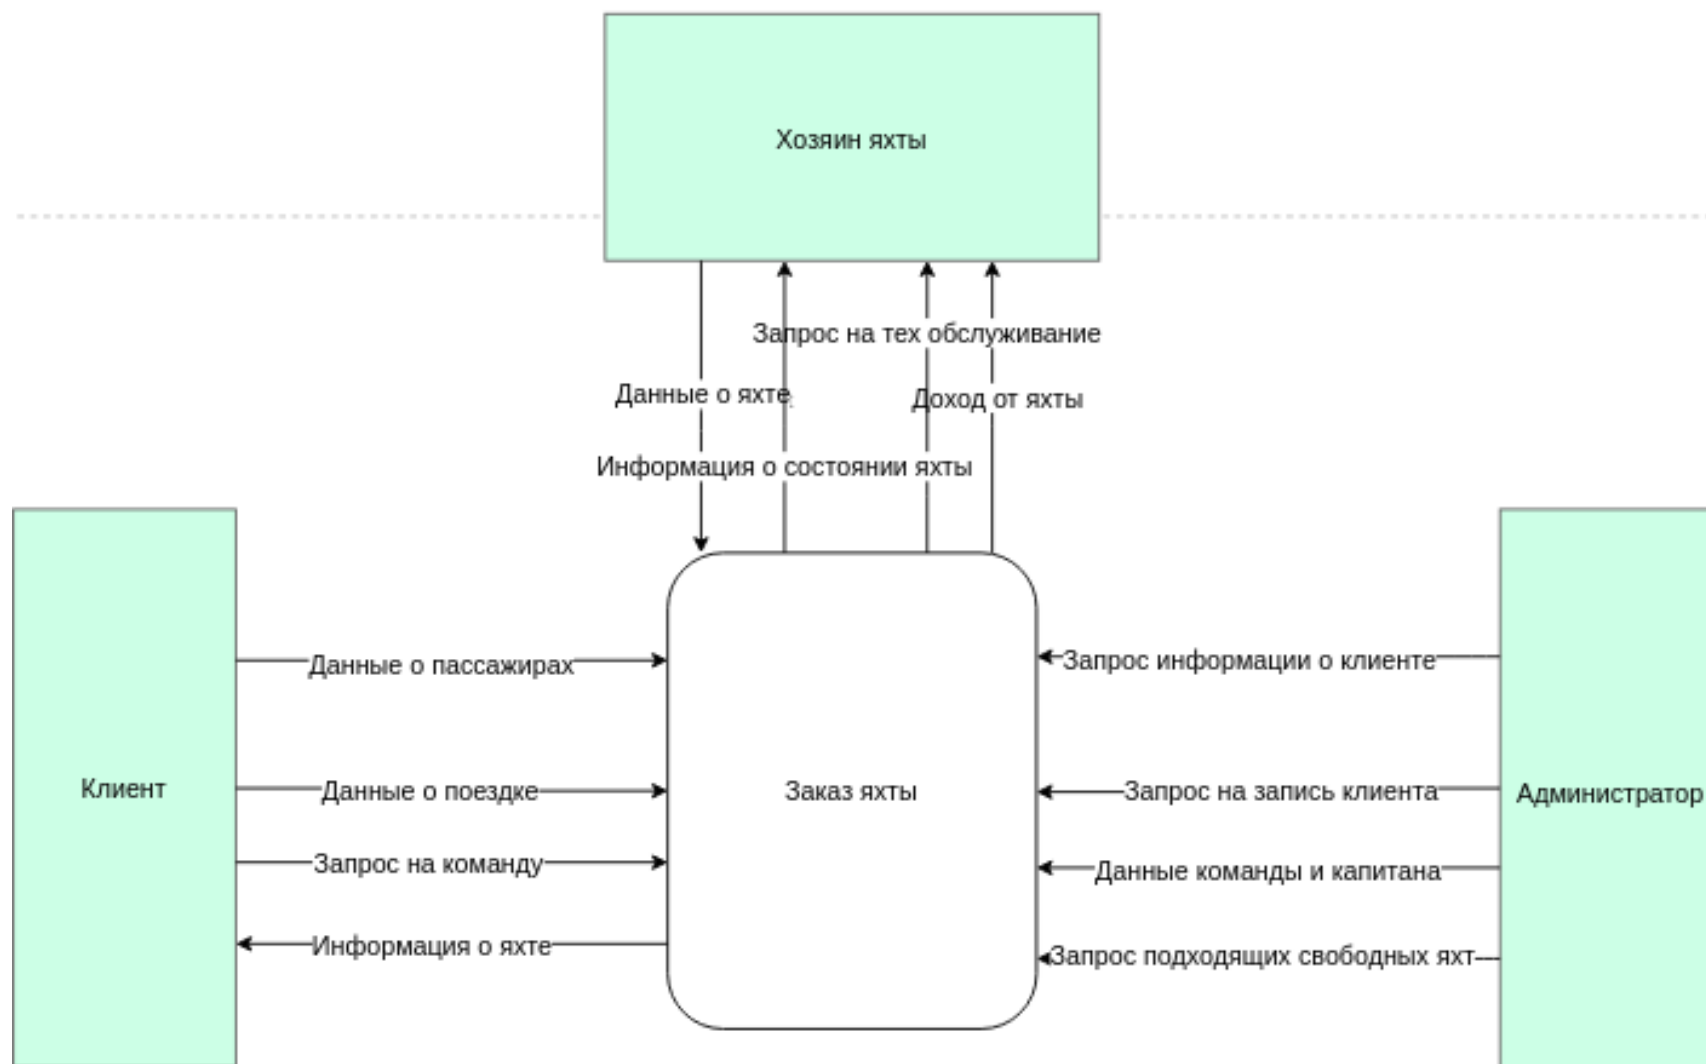 Хозяин яхты
Запрос на тех обслуживание
Данные о яхте
Доход от яхты
Информация о состоянии яхты
Данные о пассажирах
Запрос информации о клиенте
Клиент
Данные о поездке
Заказ яхты
Запрос на запись клиента
Администратор
Запрос на команду
Данные команды и капитана
Информация о яхте
Запрос подходящих свободных яхт